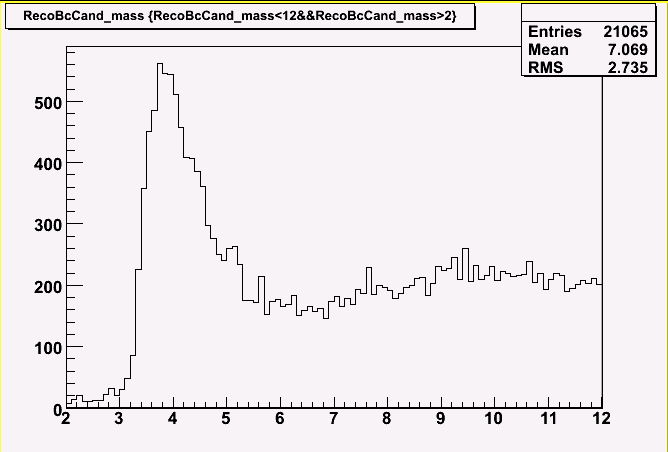 RecoBcCand_mass {RecoBcCand_mass<12&&RecoBcCand_mass>2}
Entries 21065
Mean 7.069
RMS 2.735
500
400
300
200
100
0
2 3 4 5 6 7 8 9 10 11 12